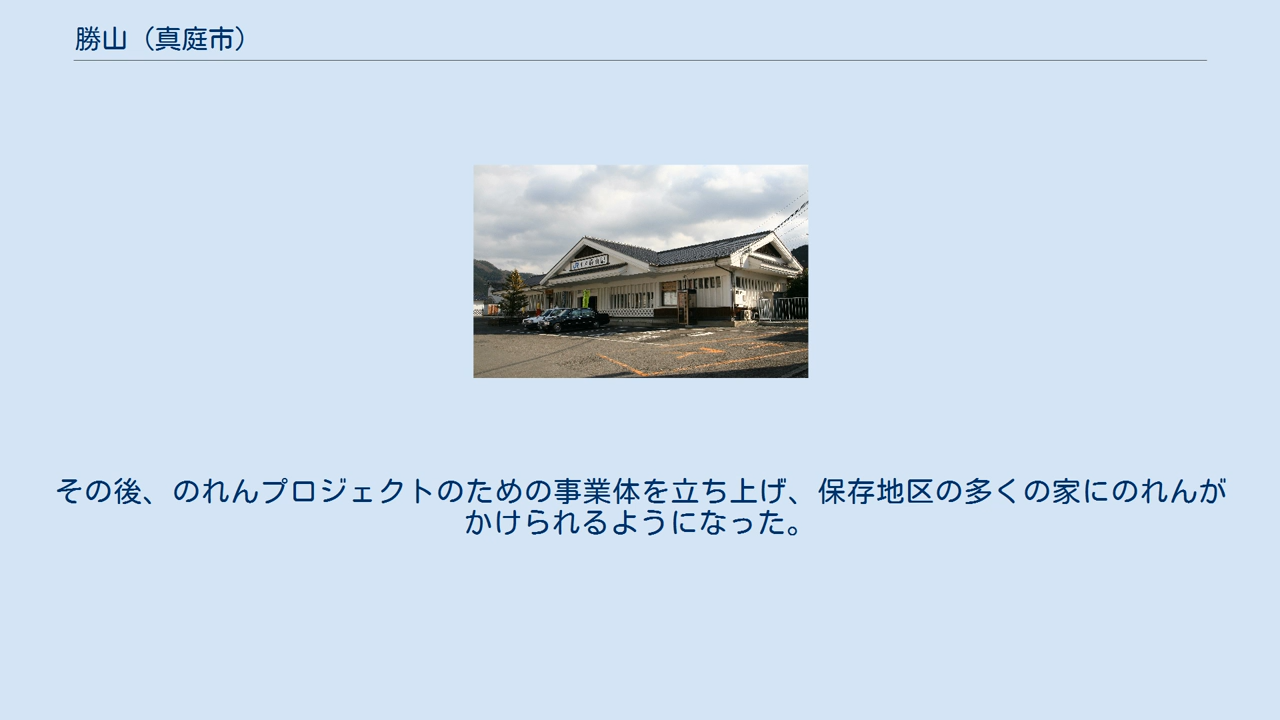 勝山（真庭市）
その後、のれんプロジェクトのための事業体を立ち上げ、保存地区の多くの家にのれんが
かけられるようになった。